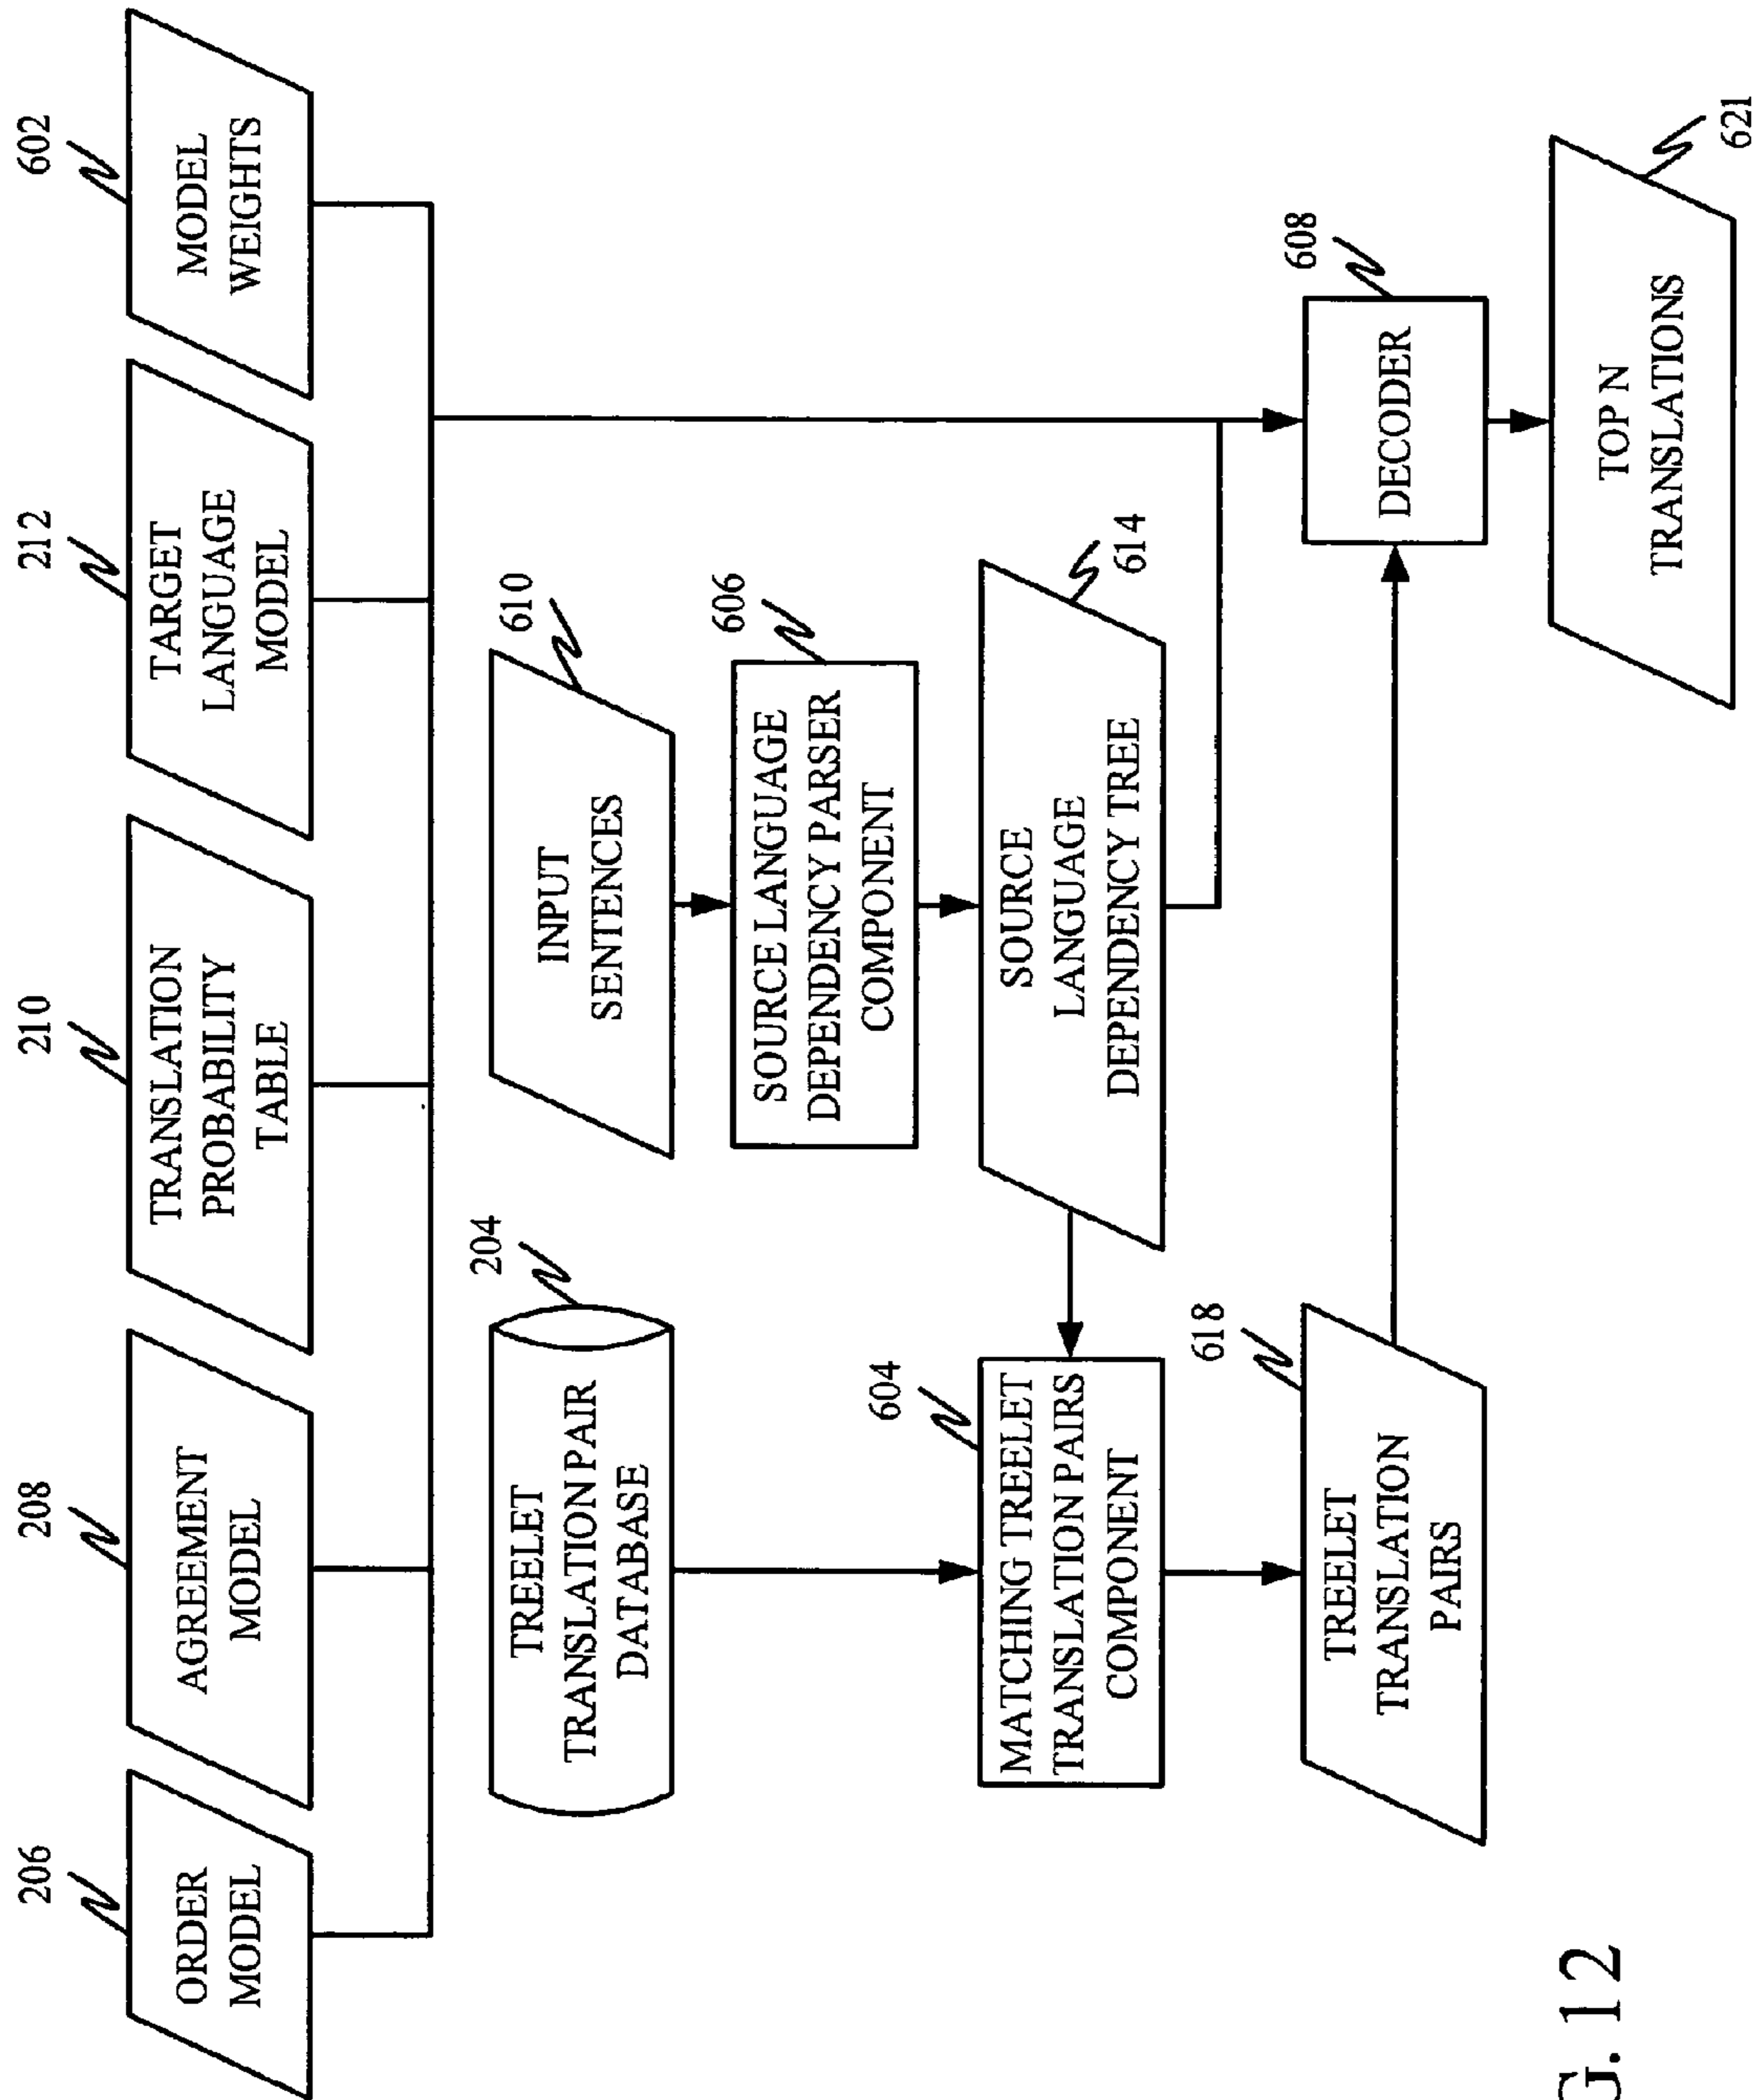 206
ORDER
MODEL
208
AGREEMENT
MODEL
210
TRANSLATION
PROBABILITY
TABLE
212
TARGET
LANGUAGE
MODEL
602
MODEL
WEIGHTS
204
TREELET
TRANSLATION PAIR
DATABASE
610
INPUT
SENTENCES
606
SOURCE LANGUAGE
DEPENDENCY PARSER
COMPONENT
604
MATCHING TREELET
TRANSLATION PAIRS
COMPONENT
SOURCE
LANGUAGE
DEPENDENCY TREE
614
618
TREELET
TRANSLATION
PAIRS
608
DECODER
TOP N
TRANSLATIONS
621
G. 12